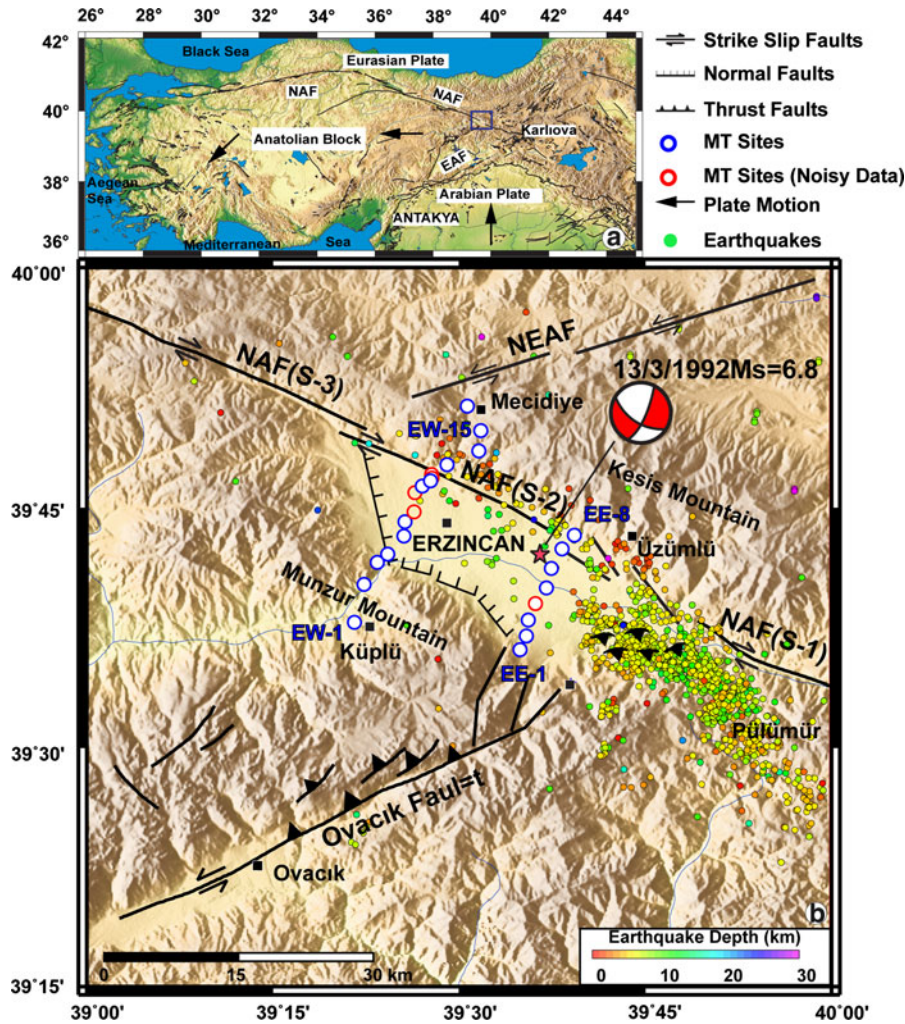 26° 28° 30° 32° 34° 36° 38° 40° 42° 44°
42°
40°
38°
36°
Black Sea
Eurasian Plate
NAF
NAF
Anatolian Block
Karlıova
EAF
Aegean
Sea
Arabian Plate
ANTAKYA
Mediterranean
Sea
a
Strike Slip Faults
Normal Faults
Thrust Faults
MT Sites
MT Sites (Noisy Data)
Plate Motion
Earthquakes
40°00'
39°45'
39°30'
39°15'
NAF(S-3)
NEAF
13/3/1992Ms=6.8
Mecidiye
EW-15
NAF(S-2)
Kesis Mountain
EE-8
ERZINCAN
Üzümlü
Munzur Mountain
EW-1
Küplü
EE-1
NAF(S-1)
Pülümür
Ovacık Faul=t
Ovacık
b
Earthquake Depth (km)
0 10 20 30
0 15 30 km
39°00' 39°15' 39°30' 39°45' 40°00'